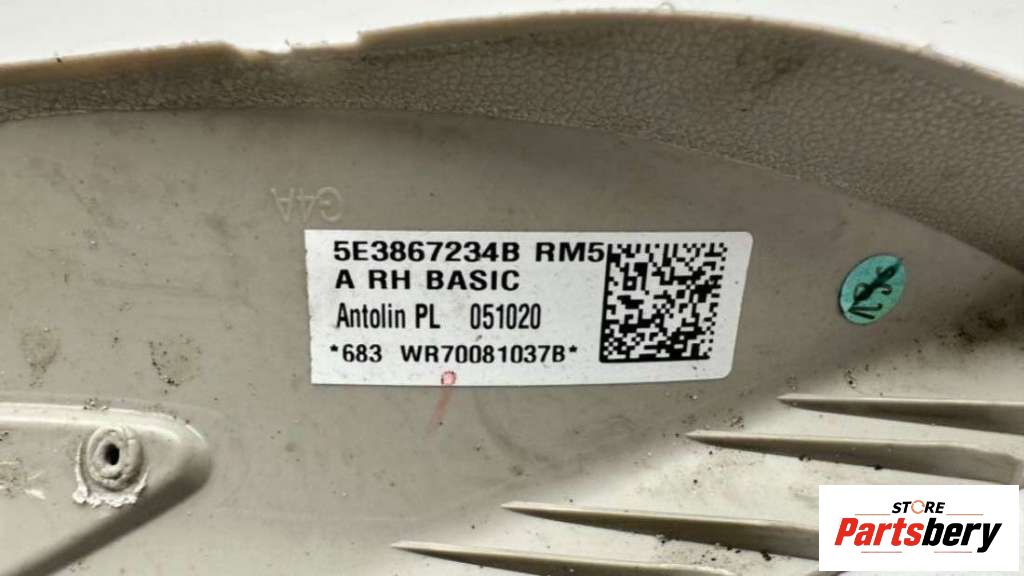 G4A
5E3867234B RM5
A RH BASIC
Antolin PL 051020
*683 WR70081037B*
STORE
Partsbery